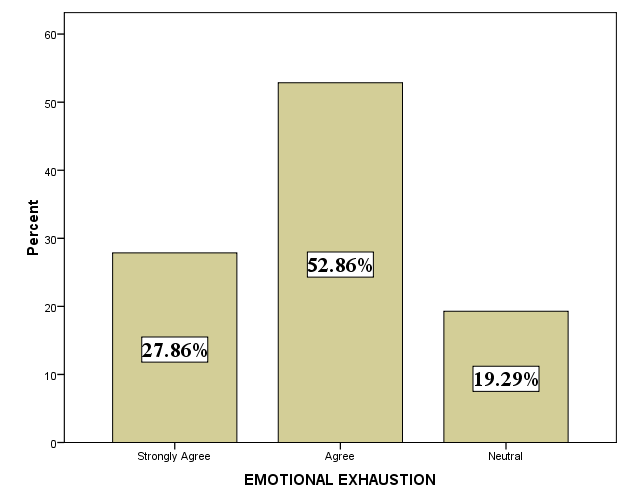 60
50
40
30
20
10
0
Percent
27.86%
52.86%
19.29%
Strongly Agree
Agree
Neutral
EMOTIONAL EXHAUSTION